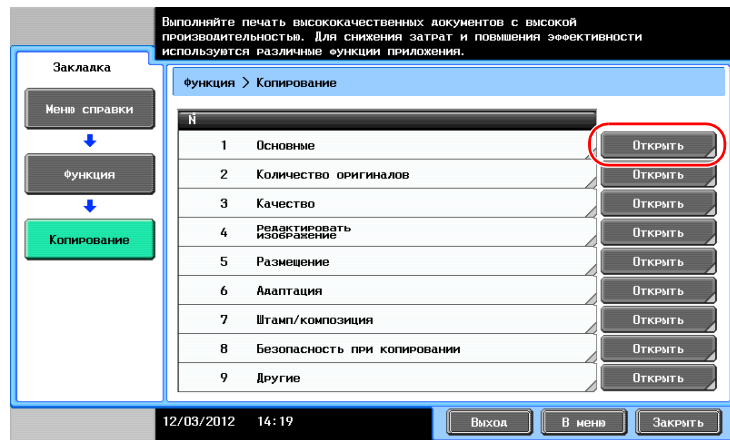 Выполняйте печать высококачественных документов с высокой
производительностью. Для снижения затрат и повышения эффективности
используются различные функции приложения.
Закладка
Функция > Копирование
Меню справки
Функция
Копирование
Ñ
1 Основные Открыть
2 Количество оригиналов Открыть
3 Качество Открыть
4 Редактировать
изображение Открыть
5 Размещение Открыть
6 Адаптация Открыть
7 Штамп/композиция Открыть
8 Безопасность при копировании Открыть
9 Другие Открыть
12/03/2012 14:19 Выход В меню Закрыть